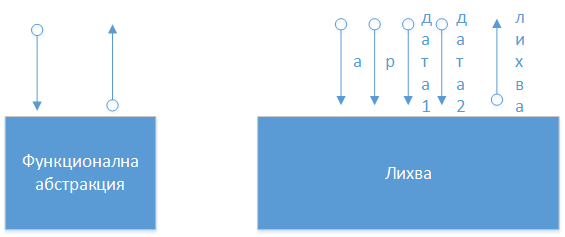 Функционална
абстракция
а
р
дата1
дата2
лихва
Лихва